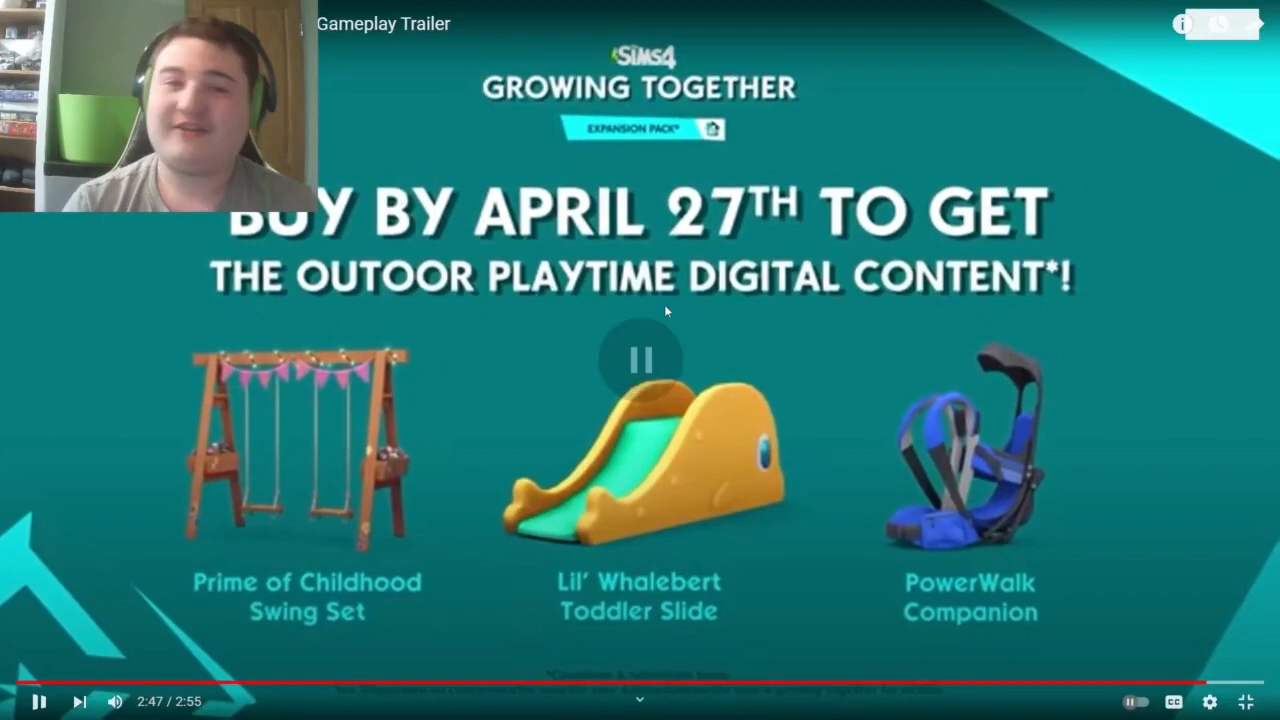 Gameplay Trailer
SiMS4
GROWING TOGETHER
EXPANSION PACK*
BUY BY APRIL 27TH TO GET
THE OUTOOR PLAYTIME DIGITAL CONTENT*!
Prime of Childhood
Swing Set
Lil' Whalebert
Toddler Slide
PowerWalk
Companion
2:47 / 2:55
CC